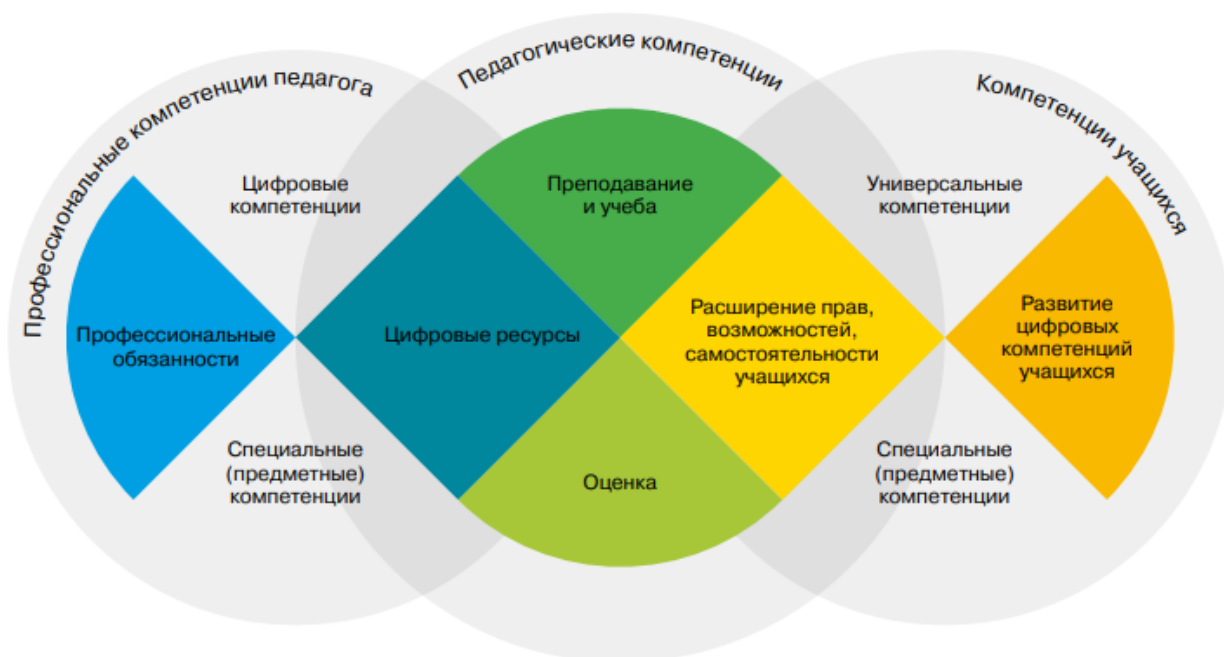 Профессиональные компетенции педагога
Педагогические компетенции
Компетенции учащихся
Цифровые
компетенции
Преподавание
и учеба
Универсальные
компетенции
Профессиональные
обязанности
Цифровые ресурсы
Расширение прав,
возможностей,
самостоятельности
учащихся
Развитие
цифровых
компетенций
учащихся
Специальные
(предметные)
компетенции
Оценка
Специальные
(предметные)
компетенции